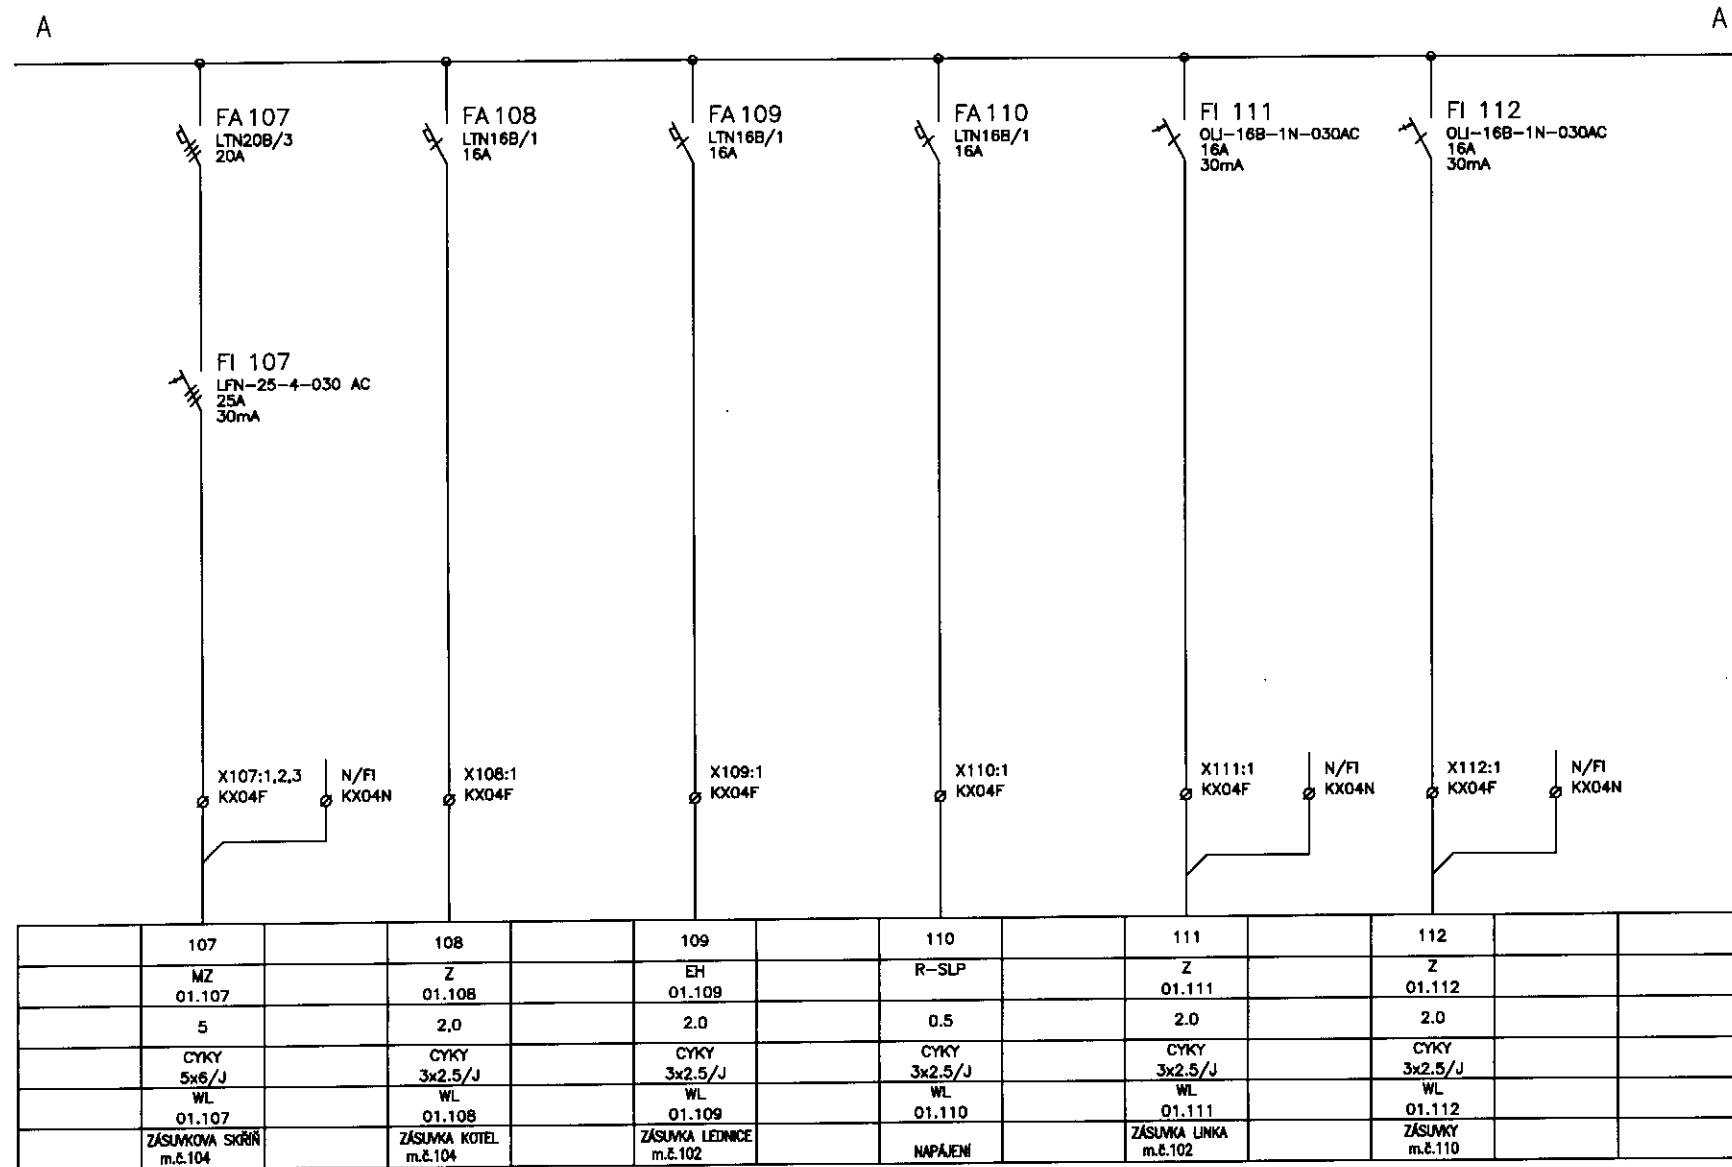 A
A
FA 107
LTN20B/3
20A
FA 108
LTN16B/1
16A
FA 109
LTN16B/1
16A
FA 110
LTN16B/1
16A
FI 111
OLI-16B-1N-030AC
16A
30mA
FI 112
OLI-16B-1N-030AC
16A
30mA
FI 107
LFN-25-4-030 AC
25A
30mA
X107:1,2,3
KX04F
N/FI
KX04N
X108:1
KX04F
X109:1
KX04F
X110:1
KX04F
X111:1
KX04F
N/FI
KX04N
X112:1
KX04F
N/FI
KX04N
107 108 109 110 111 112
MZ Z EH R-SLP Z Z
01.107 01.108 01.109 01.111 01.112
5 2,0 2.0 0.5 2.0 2.0
CYKY CYKY CYKY CYKY CYKY CYKY
5x6/J 3x2.5/J 3x2.5/J 3x2.5/J 3x2.5/J 3x2.5/J
WL WL WL WL WL WL
01.107 01.108 01.109 01.110 01.111 01.112
ZÁSUVKOVA SKŘIŇ ZÁSUVKA KOTEL ZÁSUVKA LEDNICE NAPÁJENÍ ZÁSUVKA LINKA ZÁSUVKY
m.č.104 m.č.104 m.č.102 m.č.102 m.č.110